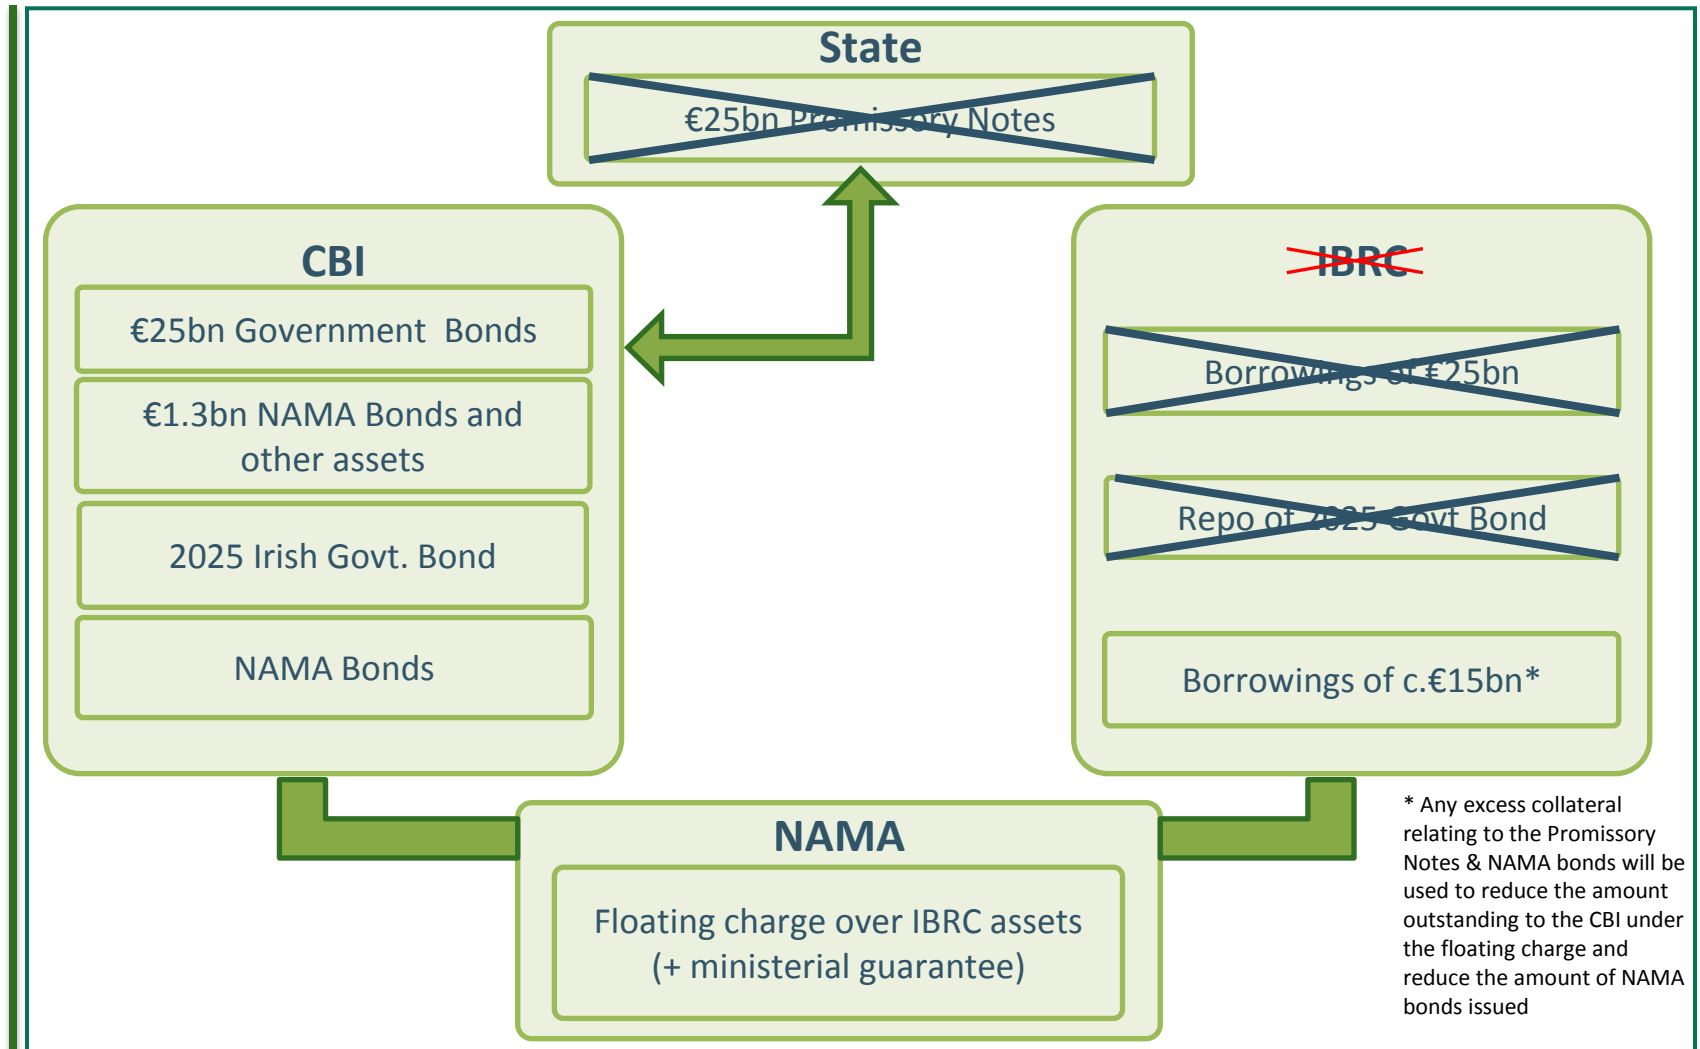 State
€25bn Promissory Notes
CBI
€25bn Government Bonds
€1.3bn NAMA Bonds and
other assets
2025 Irish Govt. Bond
NAMA Bonds
IBRC
Borrowings of €25bn
Repo of 2025 Govt Bond
Borrowings of c.€15bn*
NAMA
Floating charge over IBRC assets
(+ ministerial guarantee)
* Any excess collateral
relating to the Promissory
Notes & NAMA bonds will be
used to reduce the amount
outstanding to the CBI under
the floating charge and
reduce the amount of NAMA
bonds issued